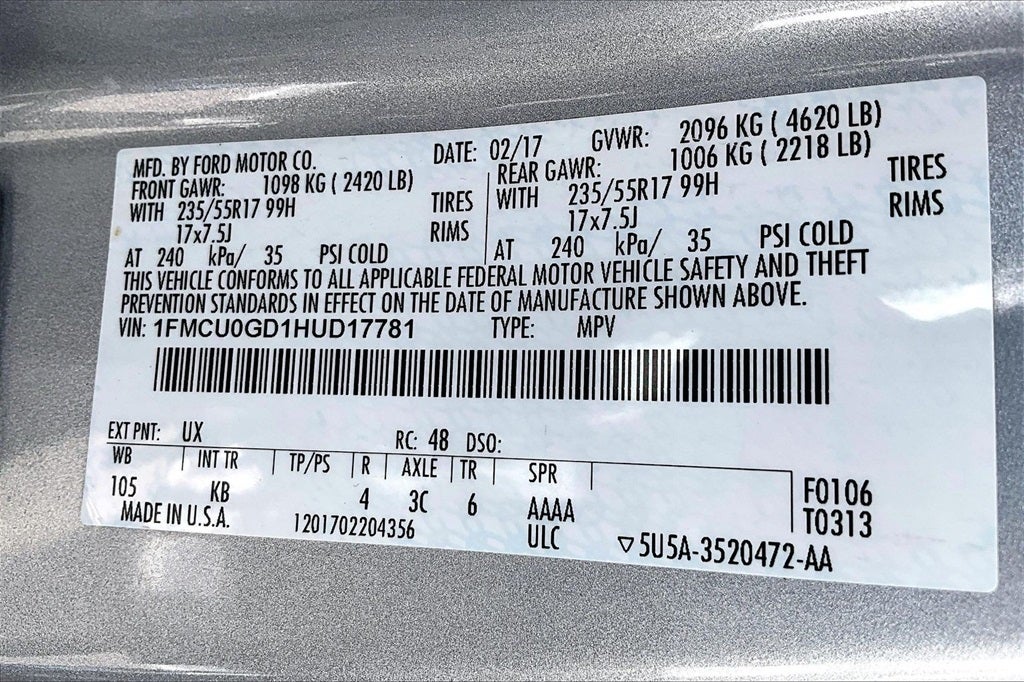 MFD. BY FORD MOTOR CO. DATE: 02/17 GVWR: 2096 KG ( 4620 LB)
FRONT GAWR: 1098 KG ( 2420 LB) REAR GAWR: 1006 KG ( 2218 LB)
WITH 235/55R17 99H TIRES WITH 235/55R17 99H TIRES
17x7.5J RIMS 17x7.5J RIMS
AT 240 kPa/ 35 PSI COLD AT 240 kPa/ 35 PSI COLD
THIS VEHICLE CONFORMS TO ALL APPLICABLE FEDERAL MOTOR VEHICLE SAFETY AND THEFT
PREVENTION STANDARDS IN EFFECT ON THE DATE OF MANUFACTURE SHOWN ABOVE.
VIN: 1FMCU0GD1HUD17781 TYPE: MPV
EXT PNT: UX RC: 48 DSO:
WB INT TR TP/PS R AXLE TR SPR
105 KB 4 3C 6 AAAA F0106
MADE IN U.S.A. 1201702204356 ULC T0313
▽5U5A-3520472-AA